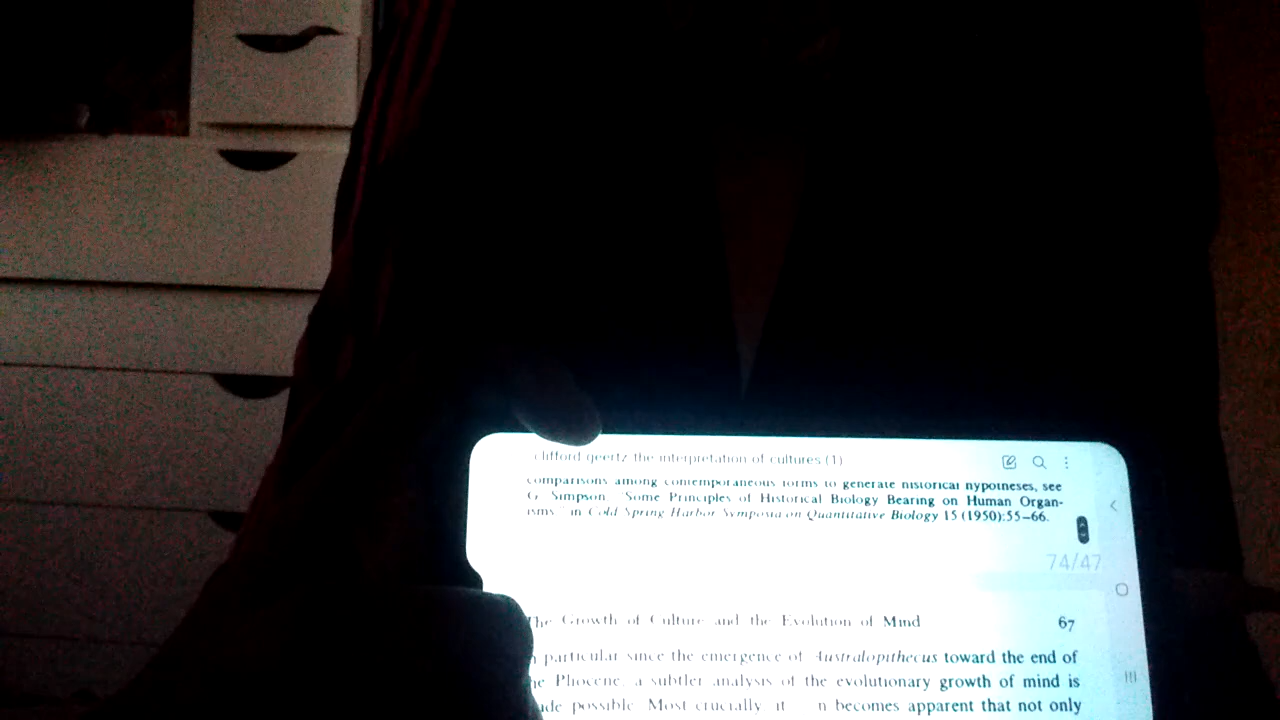 clifford geertz the interpretation of cultures (1)
comparisons among contemporaneous forms to generate historical hypotheses, see
G. Simpson "Some Principles of Historical Biology Bearing on Human Organ-
isms," in Cold Spring Harbor Symposia on Quantitative Biology 15 (1950):55–66.
74/47
The Growth of Culture and the Evolution of Mind 67
particular since the emergence of Australopithecus toward the end of
he Pliocene, a subtler analysis of the evolutionary growth of mind is
ade possible. Most crucially, it n becomes apparent that not only